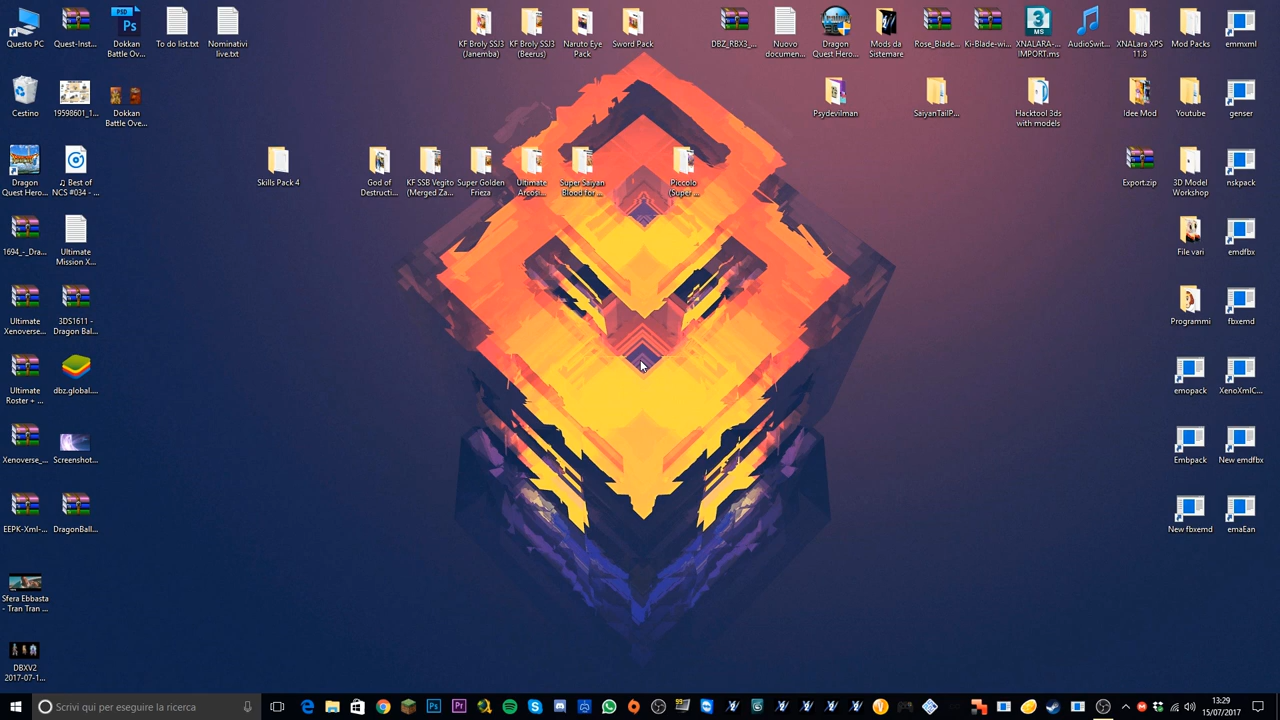 Questo PC
Quest-Inst...
Dokkan
Battle Ov...
To do list.txt
Nominativi
live.txt
KF Broly SSJ3
(Janemba)
KF Broly SSJ3
(Beerus)
Naruto Eye
Pack
Sword Pack
DBZ_RBX3_...
Nuovo
documen...
Dragon
Quest Hero...
Mods da
Sistemare
Rose_Blade...
Ki-Blade-wi...
XNALARA-...
IMPORT.ms
AudioSwit...
XNALara XPS
11.8
Mod Packs
emmxml
Cestino
19598601_1...
Dokkan
Battle Ove...
Psydevilman
SaiyanTailP...
Hacktool 3ds
with models
Idee Mod
Youtube
genser
Dragon
Quest Hero...
♫ Best of
NCS #034 - ...
Skills Pack 4
God of
Destructi...
KF SSB Vegito
(Merged Za...
Super Golden
Frieza
Ultimate
Arcosi...
Super Saiyan
Blood for ...
Piccolo
(Super ...
Export.zip
3D Model
Workshop
nskpack
1694_-_Dra...
Ultimate
Mission X...
File vari
emdfbx
Ultimate
Xenoverse...
3DS1611 -
Dragon Bal...
Programmi
fbxemd
Ultimate
Roster + ...
dbz.global....
emopack
XenoXmlC...
Xenoverse_...
Screenshot...
Embpack
New emdfbx
EEPK-Xml-...
DragonBall...
New fbxemd
emaEan
Sfera Ebbasta
- Tran Tran ...
DBXV2
2017-07-1...
Scrivi qui per eseguire la ricerca
13:29
15/07/2017